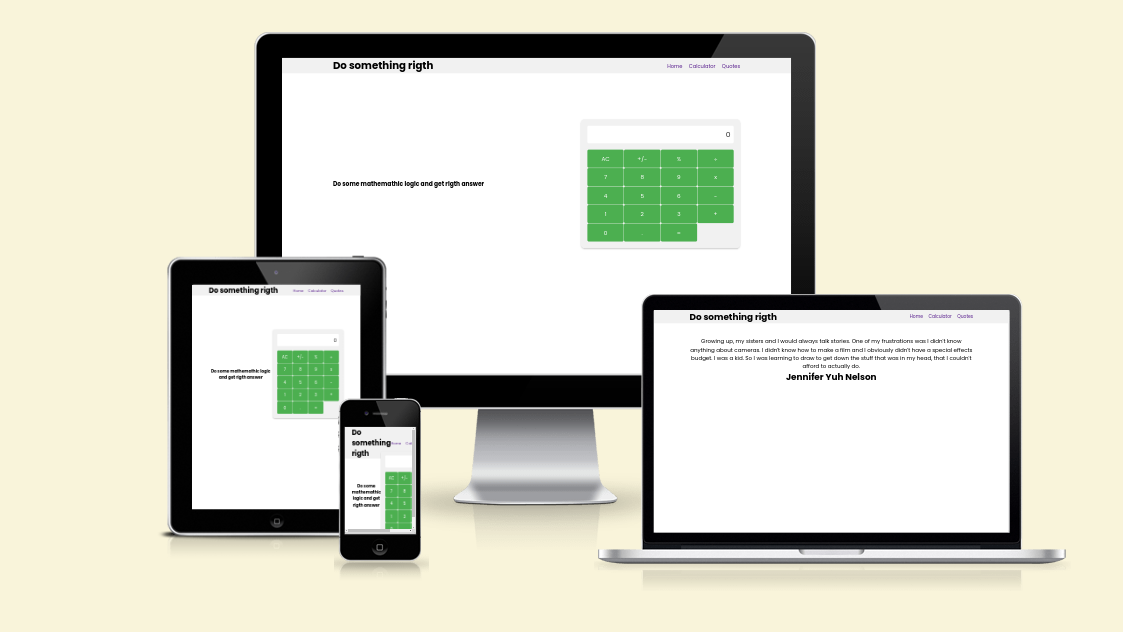 Do something rigth
Home Calculator Quotes
0
Do some mathemathic logic and get rigth answer
AC +/- % ÷
7 8 9 x
4 5 6 -
1 2 3 +
0 . =
Do something rigth
Home Calculator Quotes
0
Do some mathemathic logic
and get rigth answer
AC +/- % ÷
7 8 9 x
4 5 6 -
1 2 3 +
0 . =
Do
something
rigth
Home
AC +/-
7 8
4 5
1 2
Do some
mathemathic
logic and get
rigth answer
Do something rigth
Home Calculator Quotes
Growing up, my sisters and I would always talk stories. One of my frustrations was I didn't know
anything about cameras. I didn't know how to make a film and I obviously didn't have a special effects
budget. I was a kid. So I was learning to draw to get down the stuff that was in my head, that I couldn't
afford to actually do.
Jennifer Yuh Nelson